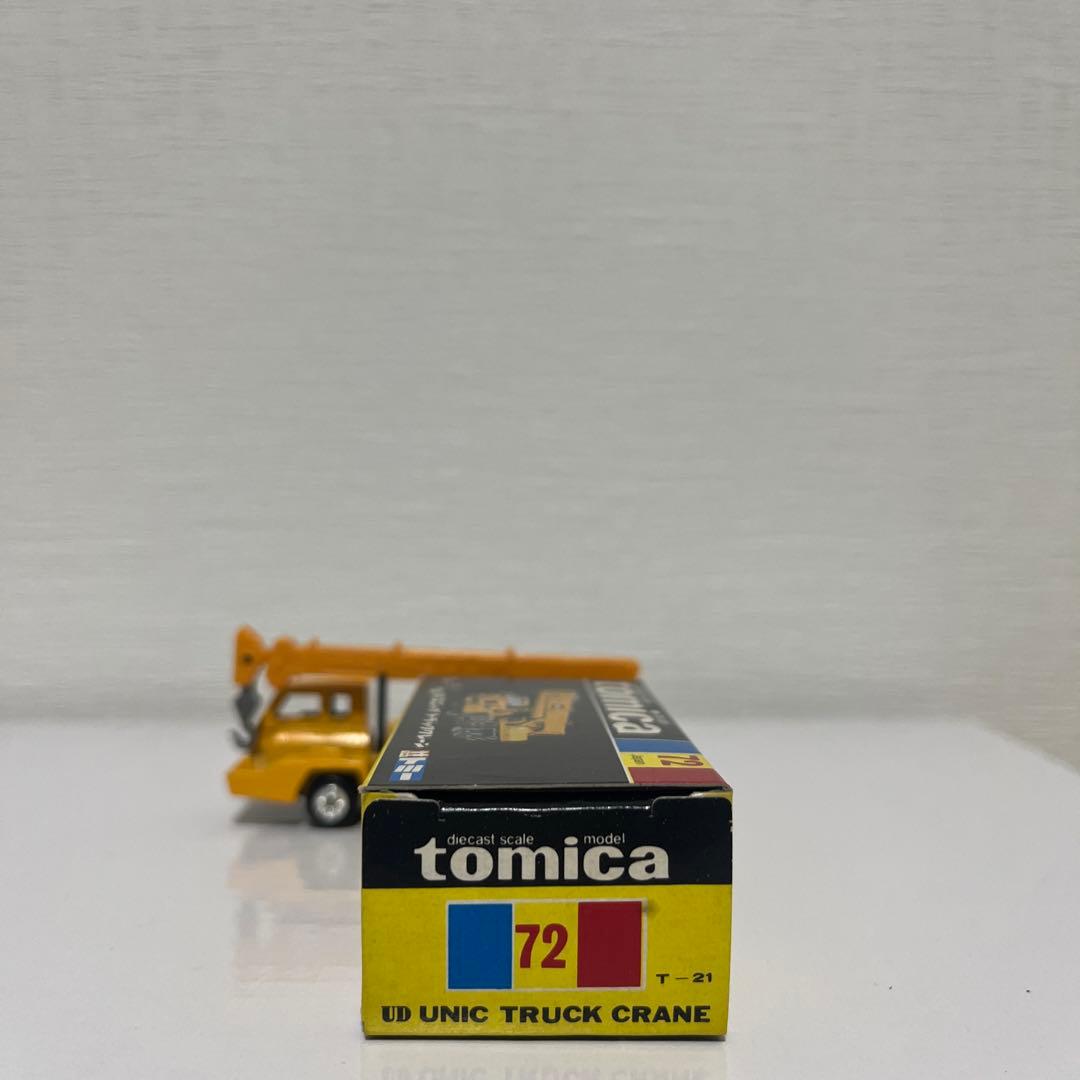 tomica
72
diecast scale model
tomica
72
T-21
UD UNIC TRUCK CRANE